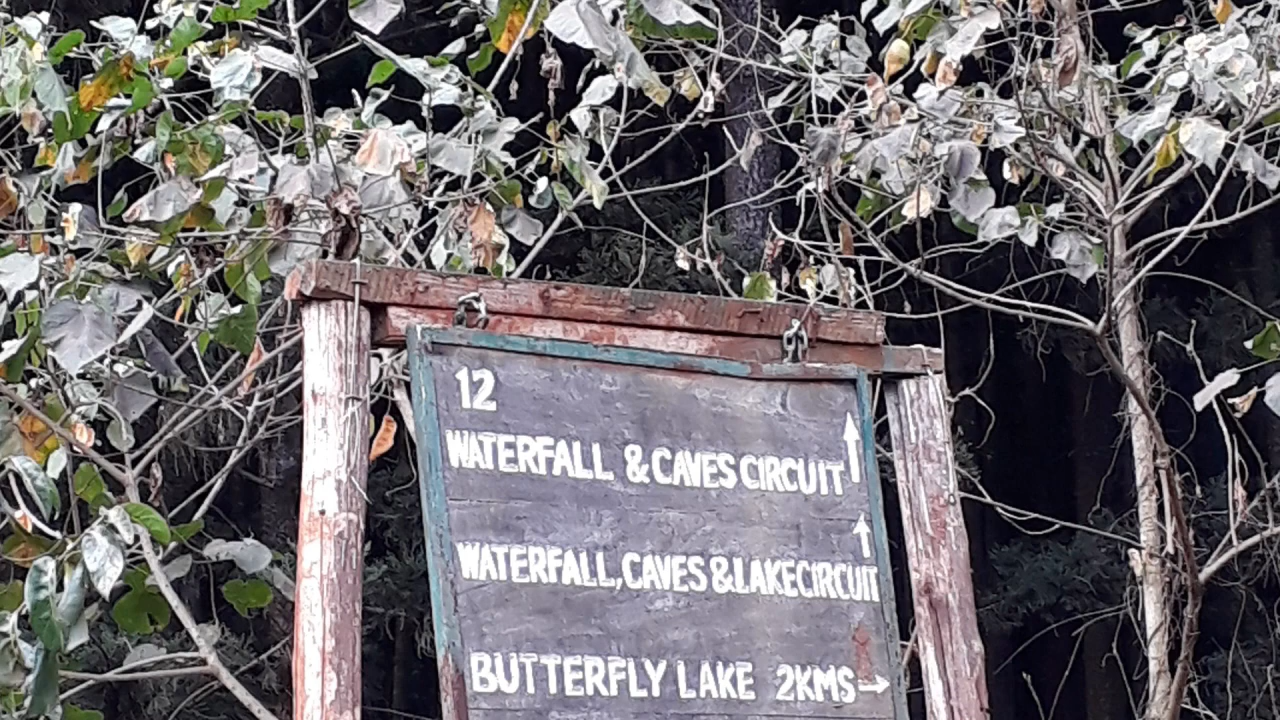 12
WATERFALL & CAVES CIRCUIT ↑
WATERFALL, CAVES & LAKE CIRCUIT ↑
BUTTERFLY LAKE 2KMS →